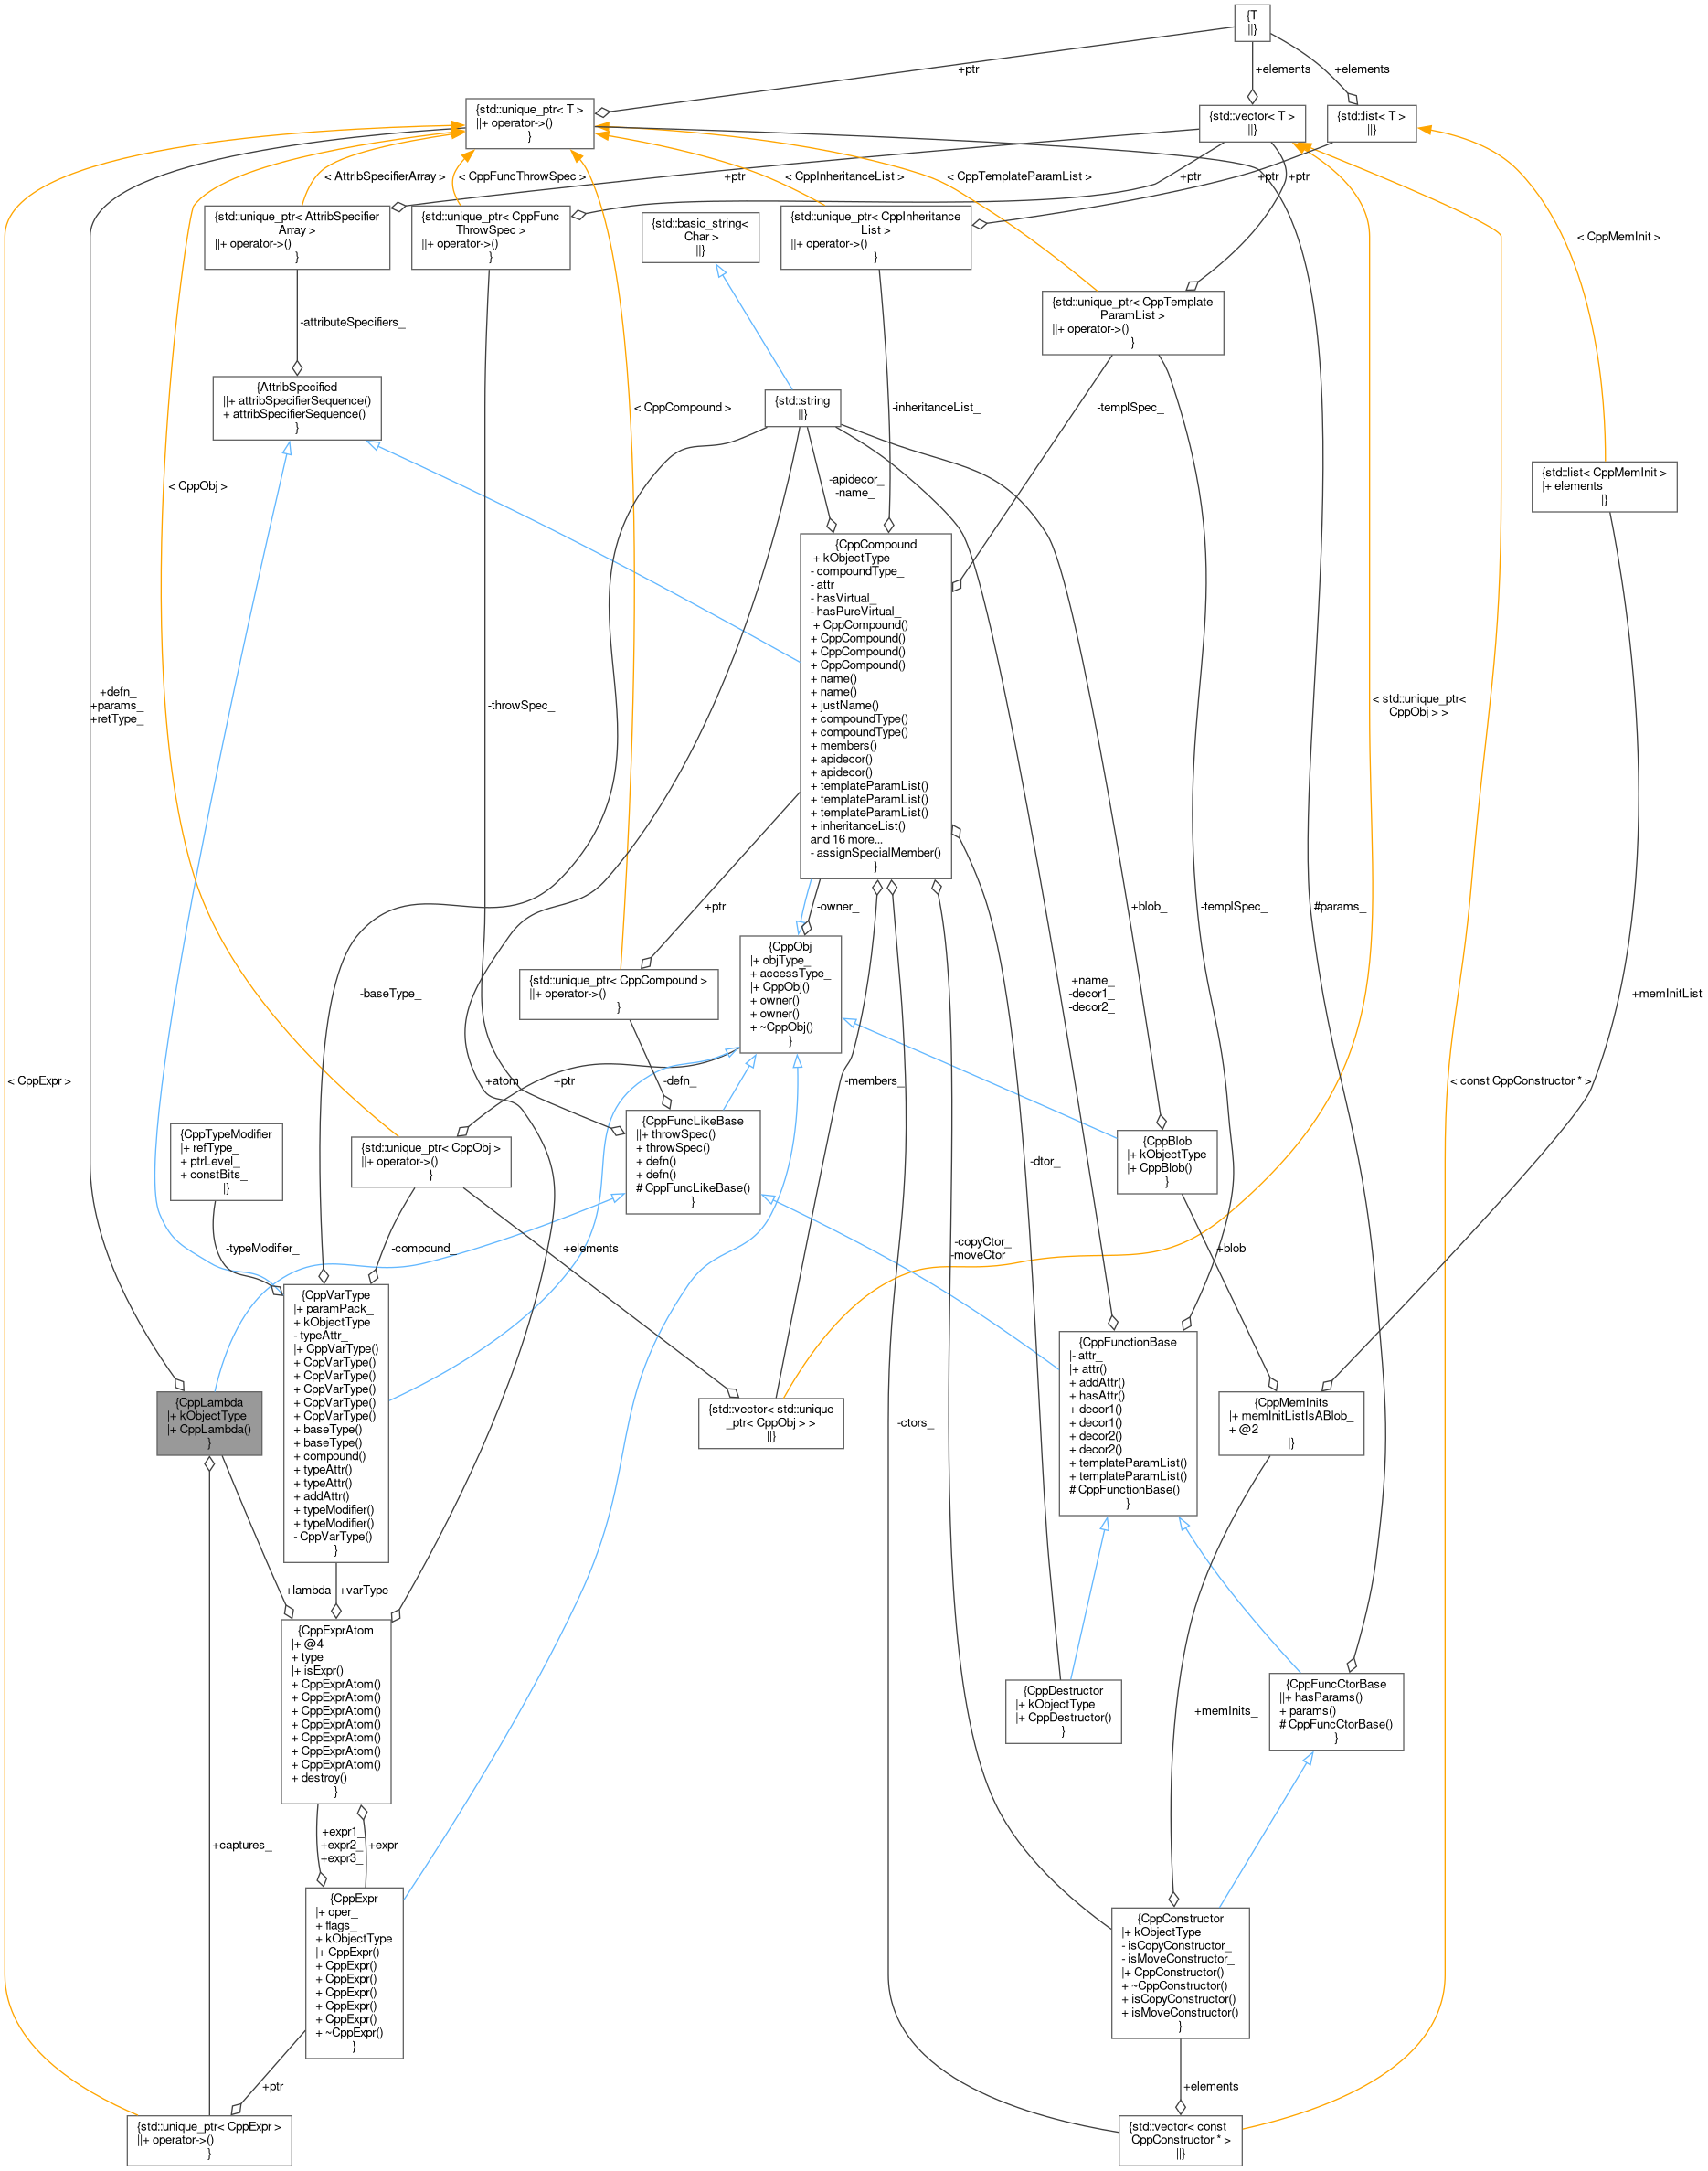 {T
||}
+ptr
+elements
+elements
{std::unique_ptr< T >
||+ operator->()
}
{std::vector< T >
||}
{std::list< T >
||}
< AttribSpecifierArray >
< CppFuncThrowSpec >
+ptr
< CppInheritanceList >
< CppTemplateParamList >
+ptr
+ptr
+ptr
{std::unique_ptr< AttribSpecifier
Array >
||+ operator->()
}
{std::unique_ptr< CppFunc
ThrowSpec >
||+ operator->()
}
{std::basic_string<
Char >
||}
{std::unique_ptr< CppInheritance
List >
||+ operator->()
}
< CppMemInit >
{std::unique_ptr< CppTemplate
ParamList >
||+ operator->()
}
-attributeSpecifiers_
{AttribSpecified
||+ attribSpecifierSequence()
+ attribSpecifierSequence()
}
{std::string
||}
< CppCompound >
-inheritanceList_
-templSpec_
< CppObj >
-apidecor_
-name_
{std::list< CppMemInit >
|+ elements
|}
{CppCompound
|+ kObjectType
- compoundType_
- attr_
- hasVirtual_
- hasPureVirtual_
|+ CppCompound()
+ CppCompound()
+ CppCompound()
+ CppCompound()
+ name()
+ name()
+ justName()
+ compoundType()
+ compoundType()
+ members()
+ apidecor()
+ apidecor()
+ templateParamList()
+ templateParamList()
+ templateParamList()
+ inheritanceList()
and 16 more...
- assignSpecialMember()
}
+defn_
+params_
+retType_
-throwSpec_
< std::unique_ptr<
CppObj > >
+ptr
-owner_
+blob_
-templSpec_
#params_
{CppObj
|+ objType_
+ accessType_
|+ CppObj()
+ owner()
+ owner()
+ ~CppObj()
}
{std::unique_ptr< CppCompound >
||+ operator->()
}
-baseType_
+name_
-decor1_
-decor2_
+memInitList
< CppExpr >
+atom
+ptr
-defn_
-members_
< const CppConstructor * >
{CppTypeModifier
|+ refType_
+ ptrLevel_
+ constBits_
|}
{std::unique_ptr< CppObj >
||+ operator->()
}
{CppFuncLikeBase
||+ throwSpec()
+ throwSpec()
+ defn()
+ defn()
# CppFuncLikeBase()
}
-dtor_
{CppBlob
|+ kObjectType
|+ CppBlob()
}
-typeModifier_
-compound_
+elements
-copyCtor_
-moveCtor_
+blob
{CppVarType
|+ paramPack_
+ kObjectType
- typeAttr_
|+ CppVarType()
+ CppVarType()
+ CppVarType()
+ CppVarType()
+ CppVarType()
+ CppVarType()
+ baseType()
+ baseType()
+ compound()
+ typeAttr()
+ typeAttr()
+ addAttr()
+ typeModifier()
+ typeModifier()
- CppVarType()
}
{CppFunctionBase
|- attr_
|+ attr()
+ addAttr()
+ hasAttr()
+ decor1()
+ decor1()
+ decor2()
+ decor2()
+ templateParamList()
+ templateParamList()
# CppFunctionBase()
}
{CppLambda
|+ kObjectType
|+ CppLambda()
}
{std::vector< std::unique
_ptr< CppObj > >
||}
-ctors_
{CppMemInits
|+ memInitListIsABlob_
+ @2
|}
+lambda
+varType
{CppExprAtom
|+ @4
+ type
|+ isExpr()
+ CppExprAtom()
+ CppExprAtom()
+ CppExprAtom()
+ CppExprAtom()
+ CppExprAtom()
+ CppExprAtom()
+ CppExprAtom()
+ destroy()
}
{CppDestructor
|+ kObjectType
|+ CppDestructor()
}
+memInits_
{CppFuncCtorBase
||+ hasParams()
+ params()
# CppFuncCtorBase()
}
+captures_
+expr1_
+expr2_
+expr3_
+expr
{CppExpr
|+ oper_
+ flags_
+ kObjectType
|+ CppExpr()
+ CppExpr()
+ CppExpr()
+ CppExpr()
+ CppExpr()
+ CppExpr()
+ ~CppExpr()
}
{CppConstructor
|+ kObjectType
- isCopyConstructor_
- isMoveConstructor_
|+ CppConstructor()
+ ~CppConstructor()
+ isCopyConstructor()
+ isMoveConstructor()
}
+ptr
+elements
{std::unique_ptr< CppExpr >
||+ operator->()
}
{std::vector< const
CppConstructor * >
||}